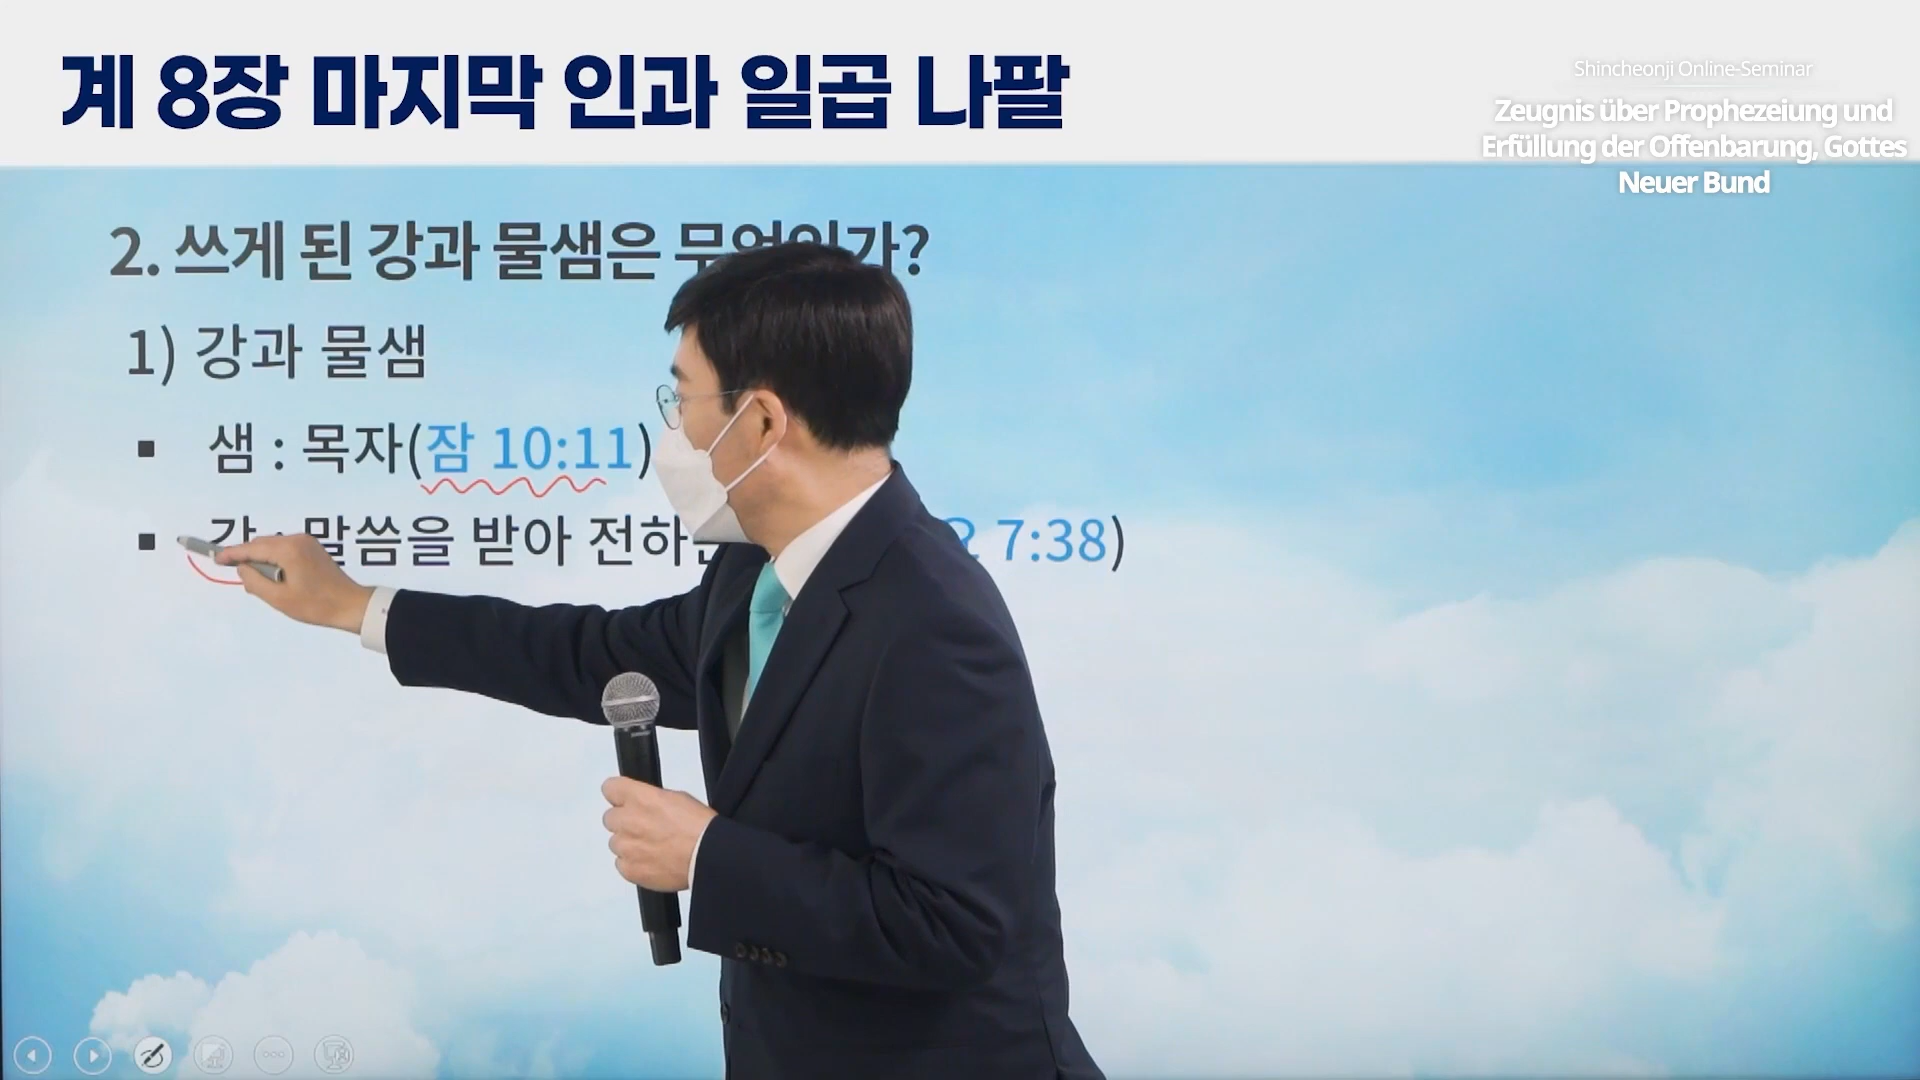 계 8장 마지막 인과 일곱 나팔
Shincheonji Online-Seminar
Zeugnis über Prophezeiung und
Erfüllung der Offenbarung, Gottes
Neuer Bund
2. 쓰게 된 강과 물샘은 가?
1) 강과 물샘
▪ 샘 : 목자(잠 10:11)
▪ 강 : 말씀을 받아 7:38)